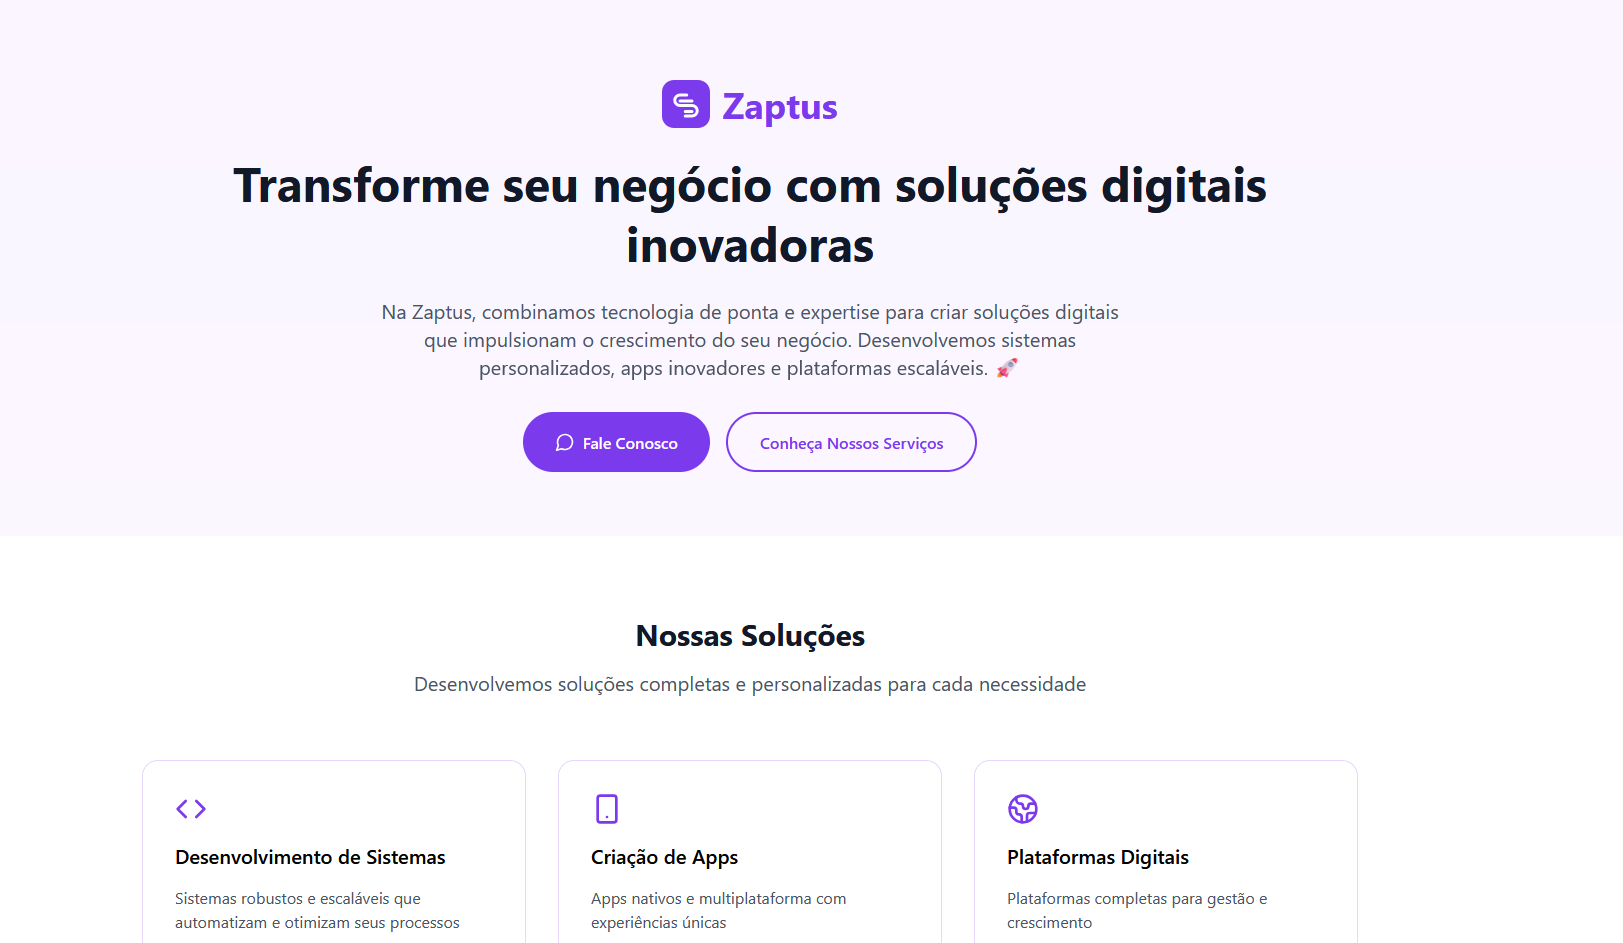 Zaptus
Transforme seu negócio com soluções digitais
inovadoras
Na Zaptus, combinamos tecnologia de ponta e expertise para criar soluções digitais
que impulsionam o crescimento do seu negócio. Desenvolvemos sistemas
personalizados, apps inovadores e plataformas escaláveis. 🚀
Fale Conosco
Conheça Nossos Serviços
Nossas Soluções
Desenvolvemos soluções completas e personalizadas para cada necessidade
Desenvolvimento de Sistemas
Sistemas robustos e escaláveis que
automatizam e otimizam seus processos
Criação de Apps
Apps nativos e multiplataforma com
experiências únicas
Plataformas Digitais
Plataformas completas para gestão e
crescimento